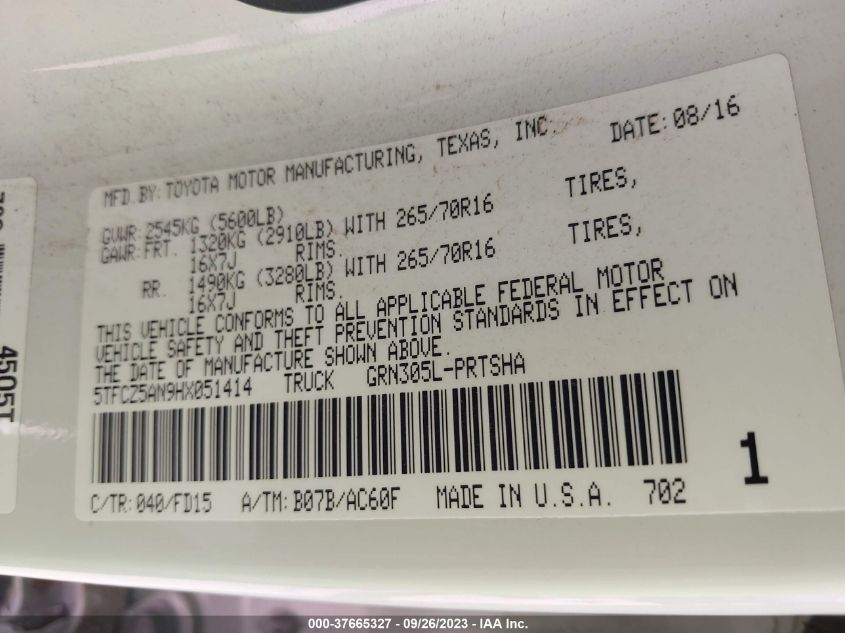 MFD.BY:TOYOTA MOTOR MANUFACTURING, TEXAS, INC. DATE:08/16
GVWR:2545KG (5600LB)
GAWR:FRT. 1320KG (2910LB) WITH 265/70R16 TIRES,
16X7J RIMS.
RR. 1490KG (3280LB) WITH 265/70R16 TIRES,
16X7J RIMS.
THIS VEHICLE CONFORMS TO ALL APPLICABLE FEDERAL MOTOR
VEHICLE SAFETY AND THEFT PREVENTION STANDARDS IN EFFECT ON
THE DATE OF MANUFACTURE SHOWN ABOVE.
5TFCZ5AN9HX051414 TRUCK GRN305L-PRTSHA
C/TR:040/FD15 A/TM:B07B/AC60F MADE IN U.S.A. 702
1
4505T
000-37665327 - 09/26/2023 - IAA Inc.